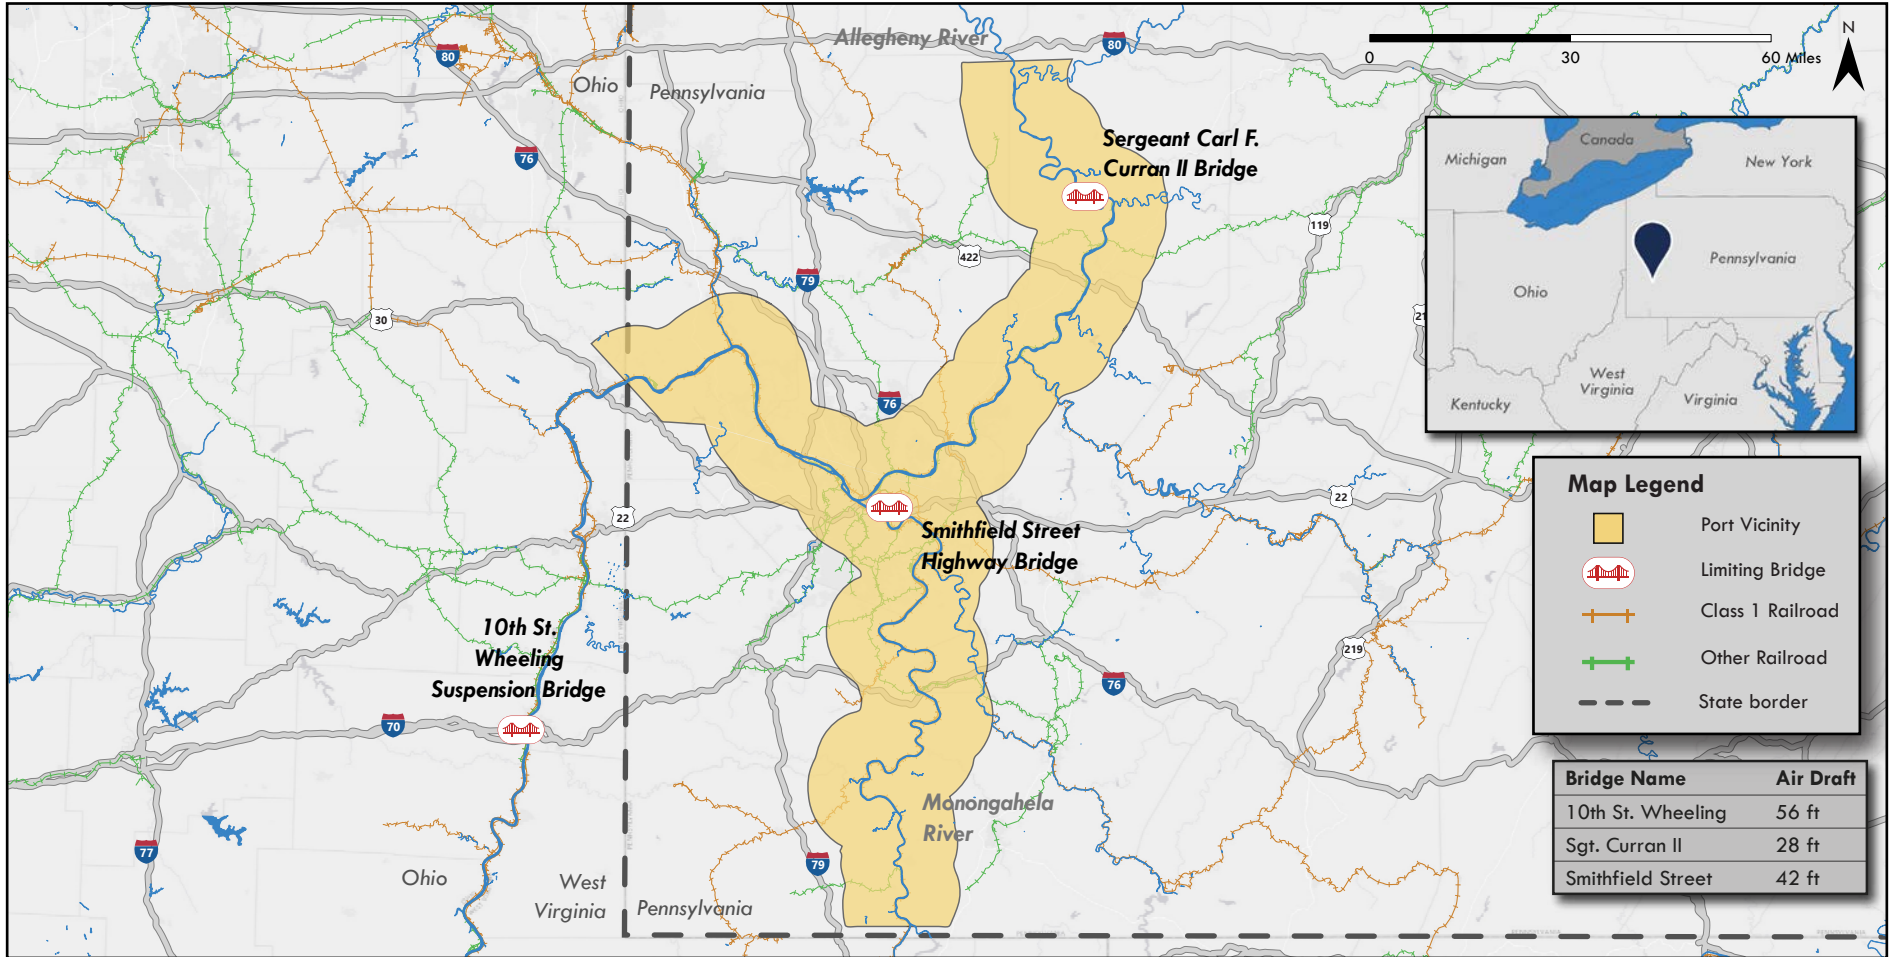 Allegheny River
80
80
0
30
60 Miles
N
Ohio
Pennsylvania
76
Sergeant Carl F.
Curran II Bridge
Canada
Michigan
New York
Pennsylvania
Ohio
West
Virginia
Virginia
Kentucky
119
422
79
30
21
76
22
22
Smithfield Street
Highway Bridge
Map Legend
Port Vicinity
Limiting Bridge
Class 1 Railroad
Other Railroad
State border
10th St.
Wheeling
Suspension Bridge
219
76
70
Bridge Name Air Draft
10th St. Wheeling 56 ft
Sgt. Curran II 28 ft
Smithfield Street 42 ft
Monongahela
River
77
79
Ohio
West
Virginia
Pennsylvania